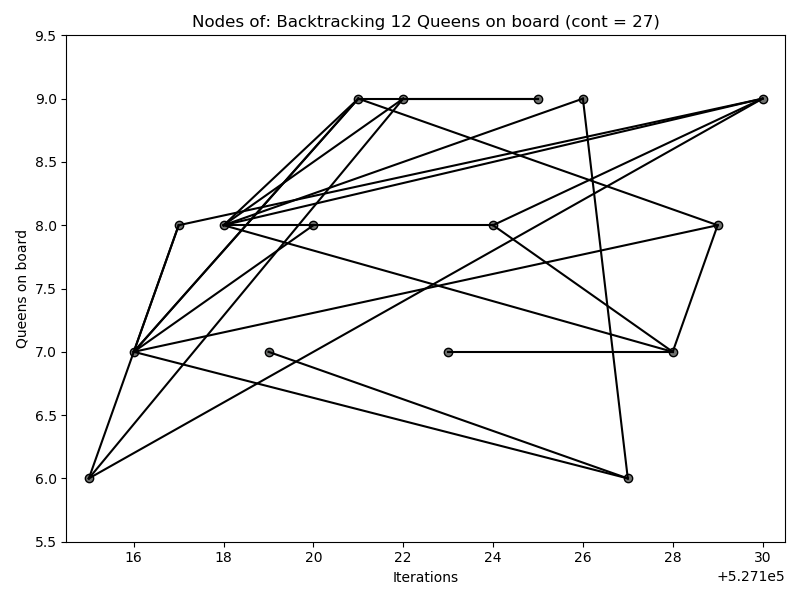 Nodes of: Backtracking 12 Queens on board (cont = 27)
9.5
9.0
8.5
8.0
7.5
7.0
6.5
6.0
5.5
Queens on board
16 18 20 22 24 26 28 30
Iterations
+5.271e5